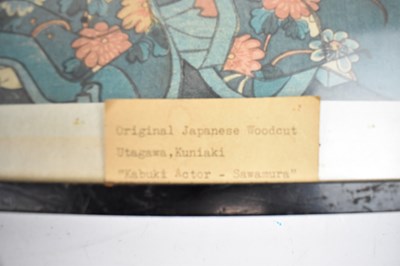 Original Japanese Woodcut
Utagawa,Kuniaki
"Kabuki Actor - Sawamura"